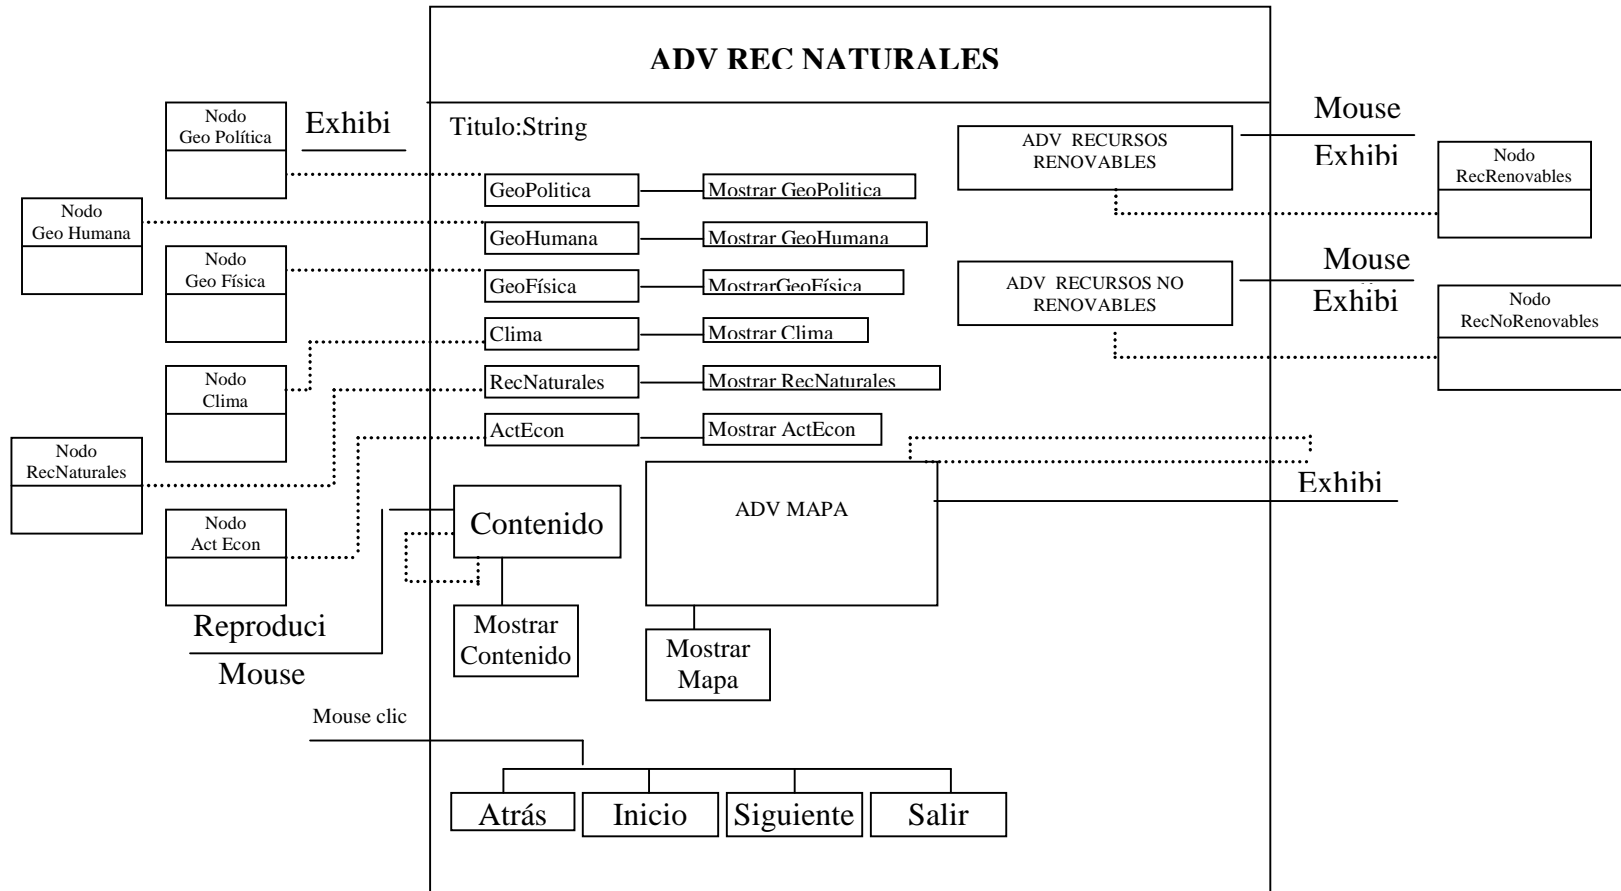 ADV REC NATURALES
Nodo
Geo Política
Exhibi
Titulo:String
Mouse
Exhibi
ADV RECURSOS
RENOVABLES
Nodo
RecRenovables
GeoPolitica
Mostrar GeoPolitica
Nodo
Geo Humana
GeoHumana
Mostrar GeoHumana
Nodo
Geo Física
GeoFísica
MostrarGeoFísica
Mouse
Exhibi
ADV RECURSOS NO
RENOVABLES
Nodo
RecNoRenovables
Clima
Mostrar Clima
Nodo
Clima
RecNaturales
Mostrar RecNaturales
ActEcon
Mostrar ActEcon
Nodo
RecNaturales
Exhibi
Contenido
ADV MAPA
Nodo
Act Econ
Reproduci
Mouse
Mostrar
Contenido
Mostrar
Mapa
Mouse clic
Atrás
Inicio
Siguiente
Salir